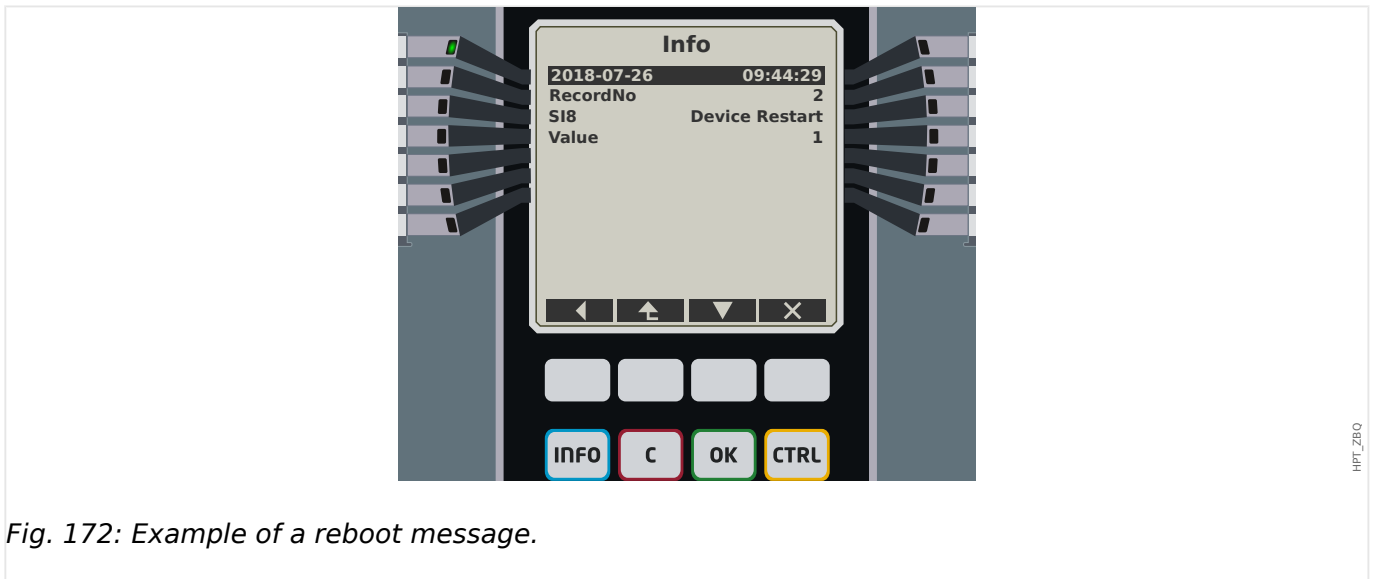 Info
2018-07-26 09:44:29
RecordNo 2
SI8 Device Restart
Value 1
INFO C OK CTRL
HPT_ZBQ
Fig. 172: Example of a reboot message.